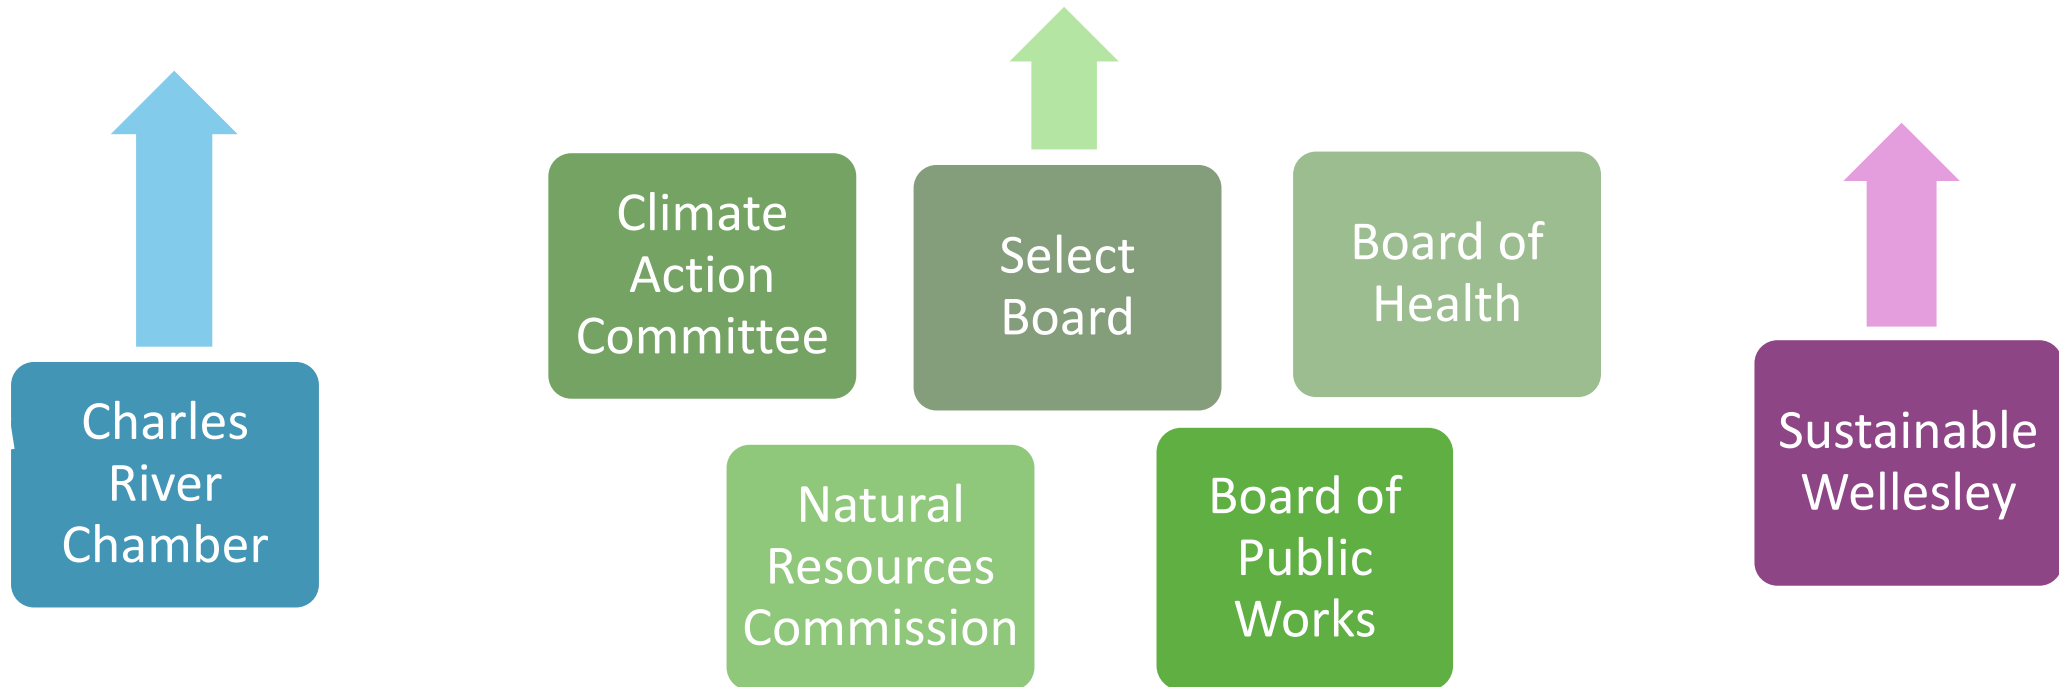 Climate
Action
Committee
Select
Board
Board of
Health
Charles
River
Chamber
Sustainable
Wellesley
Natural
Resources
Commission
Board of
Public
Works